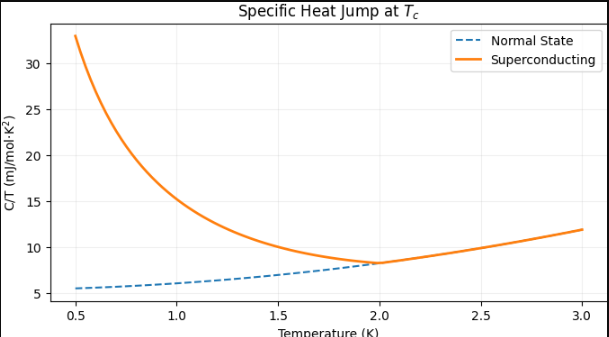 Specific Heat Jump at T_c
Normal State
Superconducting
C/T (mJ/mol·K²)
30
25
20
15
10
5
0.5 1.0 1.5 2.0 2.5 3.0
Temperature (K)